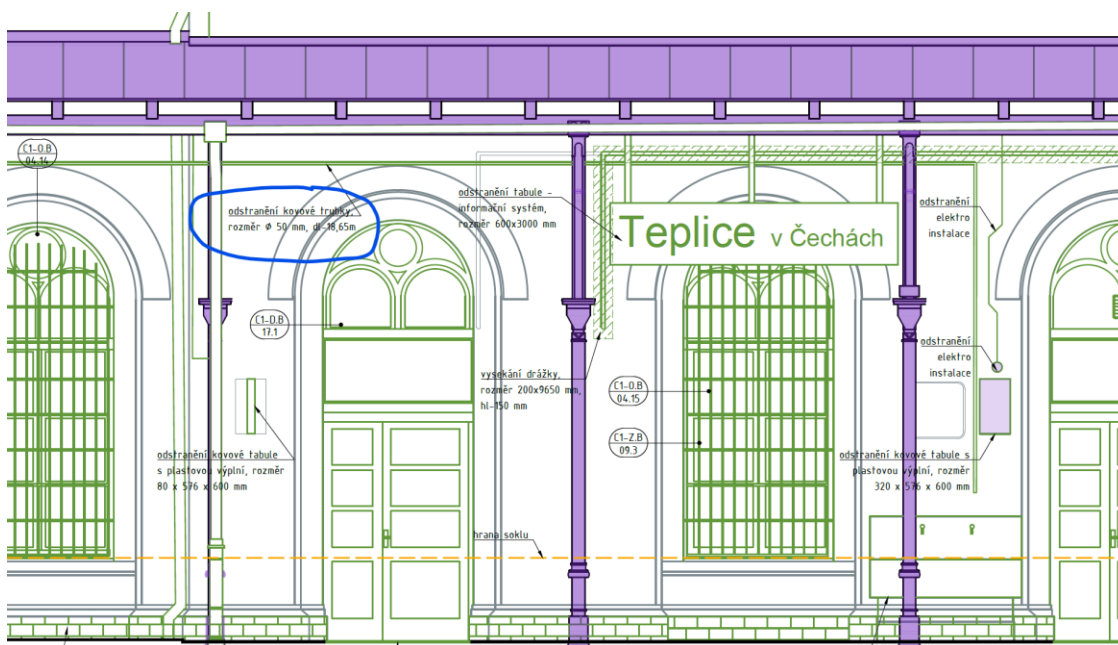 C1-O.B
04.14
odstranění kovové trubky,
rozměr Ø 50 mm, dl-18,65m
odstranění tabule -
informační systém,
rozměr 600x3000 mm
Teplice v Čechách
odstranění
elektro
instalace
C1-D.B
17.1
vysekání drážky,
rozměr 200x9650 mm,
hl-150 mm
C1-O.B
04.15
C1-Z.B
09.3
odstranění
elektro
instalace
odstranění kovové tabule
s plastovou výplní, rozměr
80 x 576 x 600 mm
odstranění kovové tabule s
plastovou výplní, rozměr
320 x 576 x 600 mm
hrana soklu